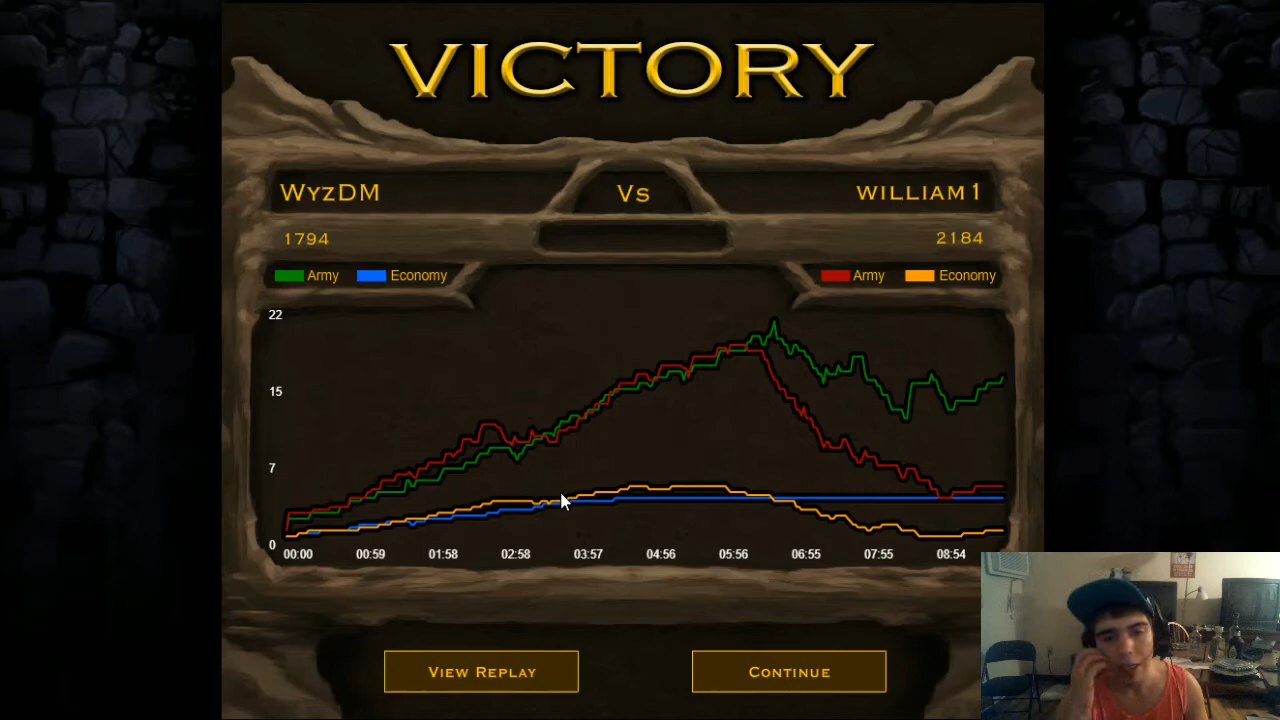 VICTORY
WYZDM Vs WILLIAM1
1794 2184
Army Economy Army Economy
22
15
7
0
00:00 00:59 01:58 02:58 03:57 04:56 05:56 06:55 07:55 08:54
VIEW REPLAY CONTINUE